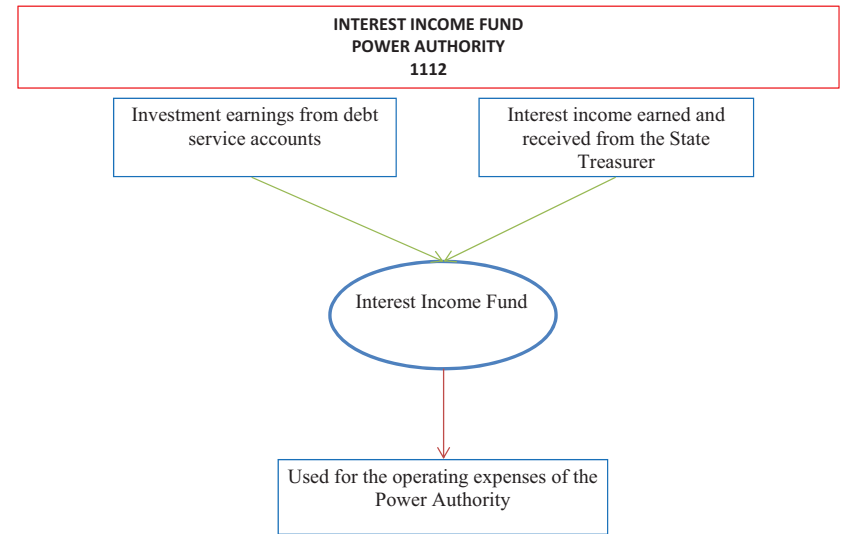 INTEREST INCOME FUND
POWER AUTHORITY
1112
Investment earnings from debt
service accounts
Interest income earned and
received from the State
Treasurer
Interest Income Fund
Used for the operating expenses of the
Power Authority